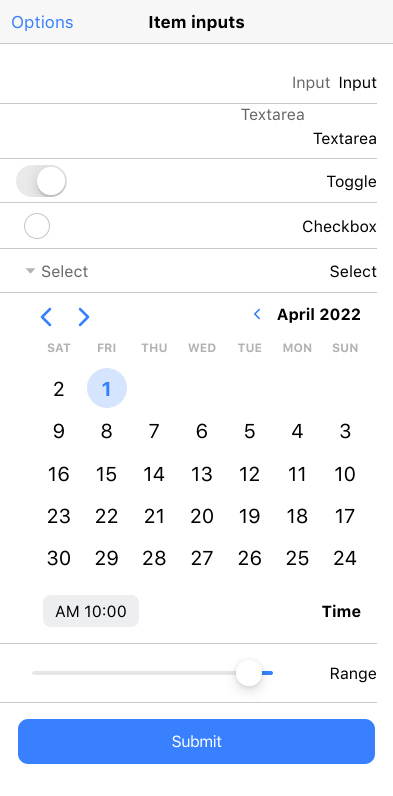 Options Item inputs
Input Input
Textarea
Textarea
Toggle
Checkbox
Select Select
April 2022
SAT FRI THU WED TUE MON SUN
2 1
9 8 7 6 5 4 3
16 15 14 13 12 11 10
23 22 21 20 19 18 17
30 29 28 27 26 25 24
AM 10:00 Time
Range
Submit